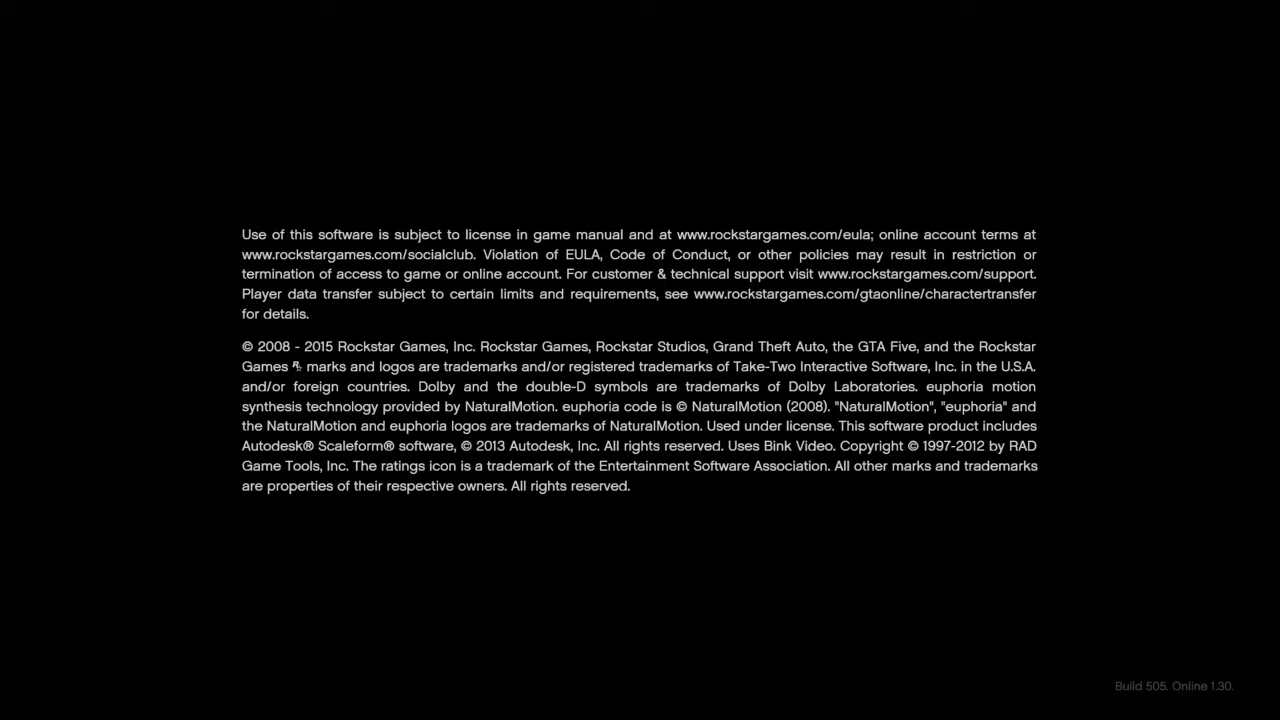 Use of this software is subject to license in game manual and at www.rockstargames.com/eula; online account terms at
www.rockstargames.com/socialclub. Violation of EULA, Code of Conduct, or other policies may result in restriction or
termination of access to game or online account. For customer & technical support visit www.rockstargames.com/support.
Player data transfer subject to certain limits and requirements, see www.rockstargames.com/gtaonline/charactertransfer
for details.
© 2008 - 2015 Rockstar Games, Inc. Rockstar Games, Rockstar Studios, Grand Theft Auto, the GTA Five, and the Rockstar
Games R* marks and logos are trademarks and/or registered trademarks of Take-Two Interactive Software, Inc. in the U.S.A.
and/or foreign countries. Dolby and the double-D symbols are trademarks of Dolby Laboratories. euphoria motion
synthesis technology provided by NaturalMotion. euphoria code is © NaturalMotion (2008). "NaturalMotion", "euphoria" and
the NaturalMotion and euphoria logos are trademarks of NaturalMotion. Used under license. This software product includes
Autodesk® Scaleform® software, © 2013 Autodesk, Inc. All rights reserved. Uses Bink Video. Copyright © 1997-2012 by RAD
Game Tools, Inc. The ratings icon is a trademark of the Entertainment Software Association. All other marks and trademarks
are properties of their respective owners. All rights reserved.
Build 505. Online 1.30.